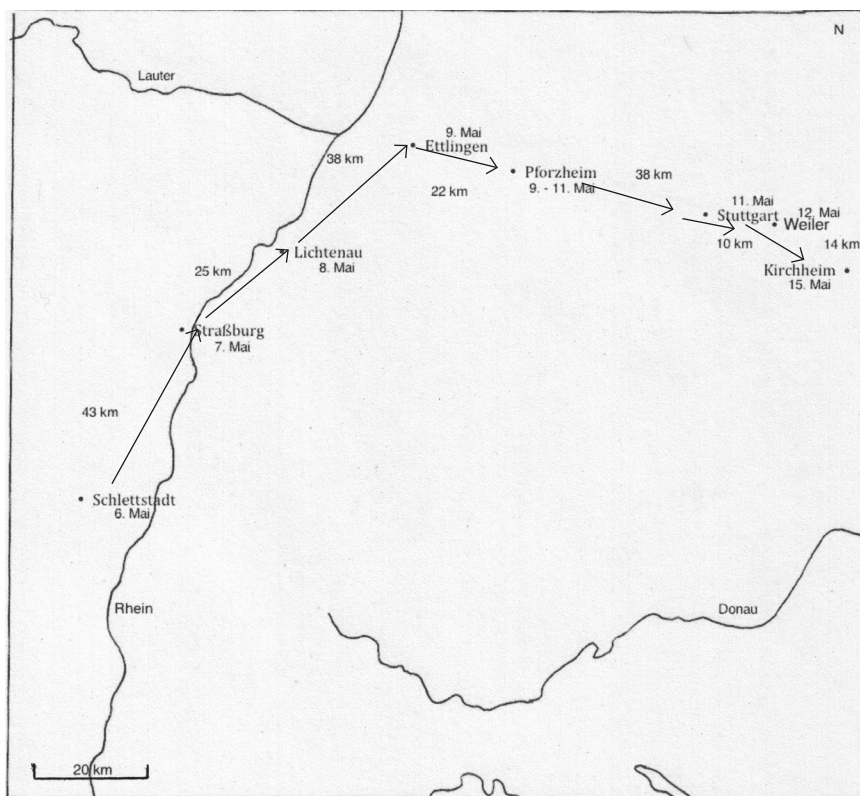 N
Lauter
9. Mai
Ettlingen
38 km
Pforzheim
9. - 11. Mai
22 km
38 km
11. Mai
Stuttgart
12. Mai
Weiler
10 km
14 km
Kirchheim
15. Mai
Lichtenau
8. Mai
25 km
Straßburg
7. Mai
43 km
Schlettstadt
6. Mai
Rhein
Donau
20 km